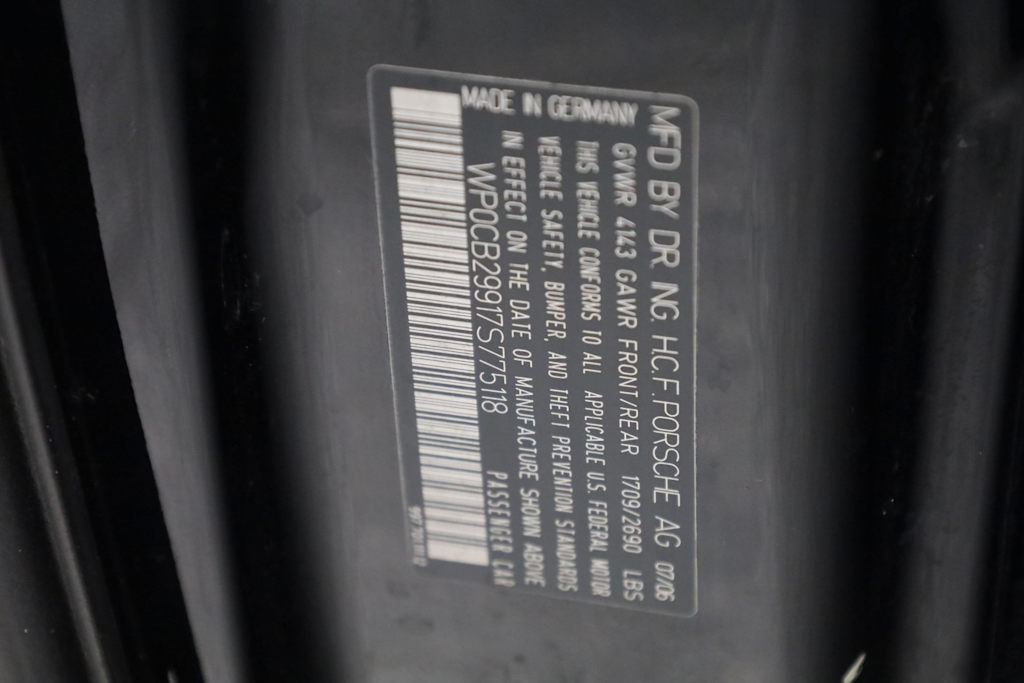 MFD BY DR. ING. H.C.F. PORSCHE AG 07/06
GVWR 4143 GAWR FRONT/REAR 1709/2690 LBS
THIS VEHICLE CONFORMS TO ALL APPLICABLE U.S. FEDERAL MOTOR
VEHICLE SAFETY, BUMPER, AND THEFT PREVENTION STANDARDS
IN EFFECT ON THE DATE OF MANUFACTURE SHOWN ABOVE
MADE IN GERMANY WP0CB29917S775118 PASSENGER CAR